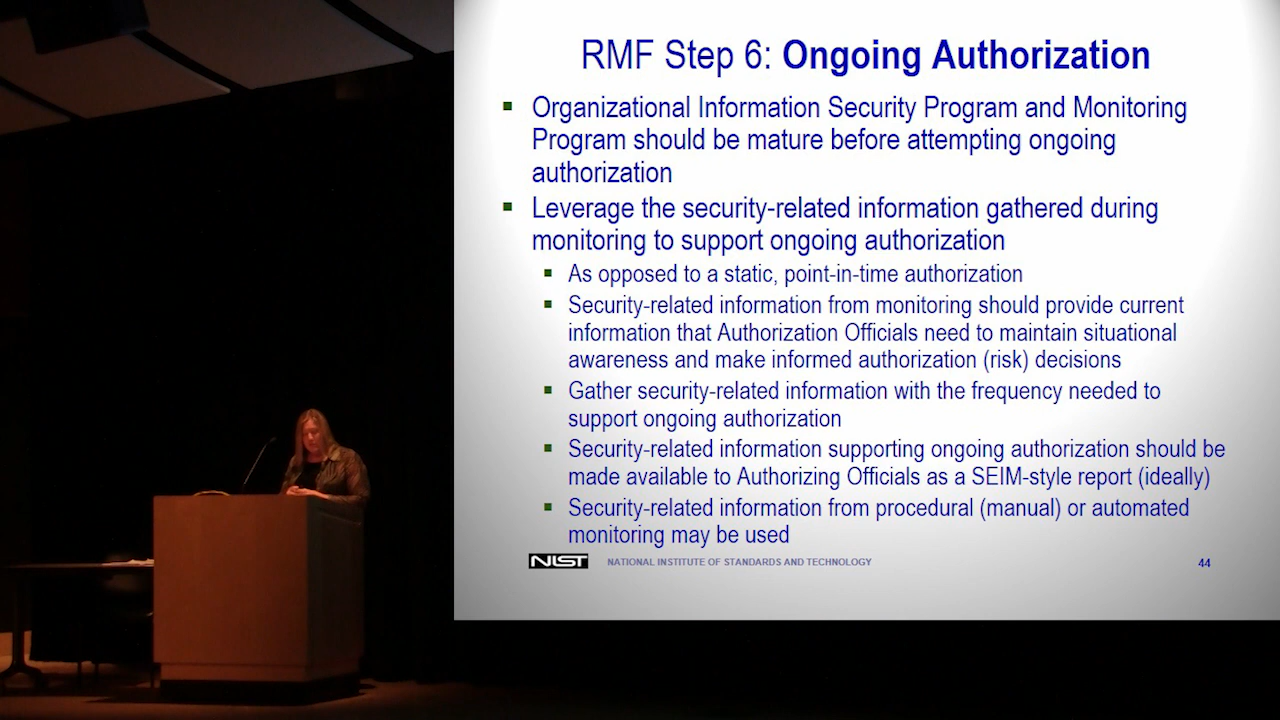 RMF Step 6: Ongoing Authorization
Organizational Information Security Program and Monitoring
Program should be mature before attempting ongoing
authorization
Leverage the security-related information gathered during
monitoring to support ongoing authorization
As opposed to a static, point-in-time authorization
Security-related information from monitoring should provide current
information that Authorization Officials need to maintain situational
awareness and make informed authorization (risk) decisions
Gather security-related information with the frequency needed to
support ongoing authorization
Security-related information supporting ongoing authorization should be
made available to Authorizing Officials as a SEIM-style report (ideally)
Security-related information from procedural (manual) or automated
monitoring may be used
NIST NATIONAL INSTITUTE OF STANDARDS AND TECHNOLOGY 44